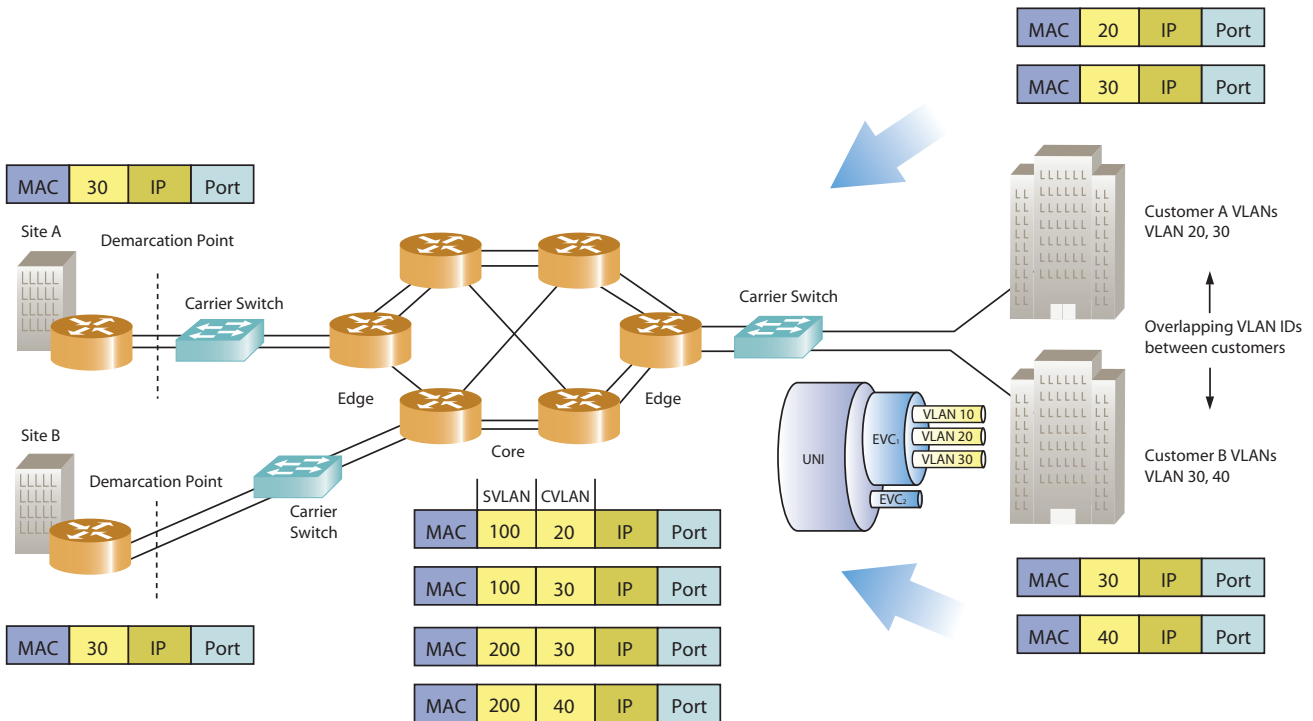 MAC 20 IP Port
MAC 30 IP Port
MAC 30 IP Port
Site A
Demarcation Point
Carrier Switch
Edge
Carrier Switch
Edge
Core
Customer A VLANs
VLAN 20, 30
Overlapping VLAN IDs
between customers
Customer B VLANs
VLAN 30, 40
UNI
EVC₁
VLAN 10
VLAN 20
VLAN 30
EVC₂
Site B
Demarcation Point
Carrier
Switch
SVLAN CVLAN
MAC 100 20 IP Port
MAC 100 30 IP Port
MAC 200 30 IP Port
MAC 200 40 IP Port
MAC 30 IP Port
MAC 30 IP Port
MAC 40 IP Port